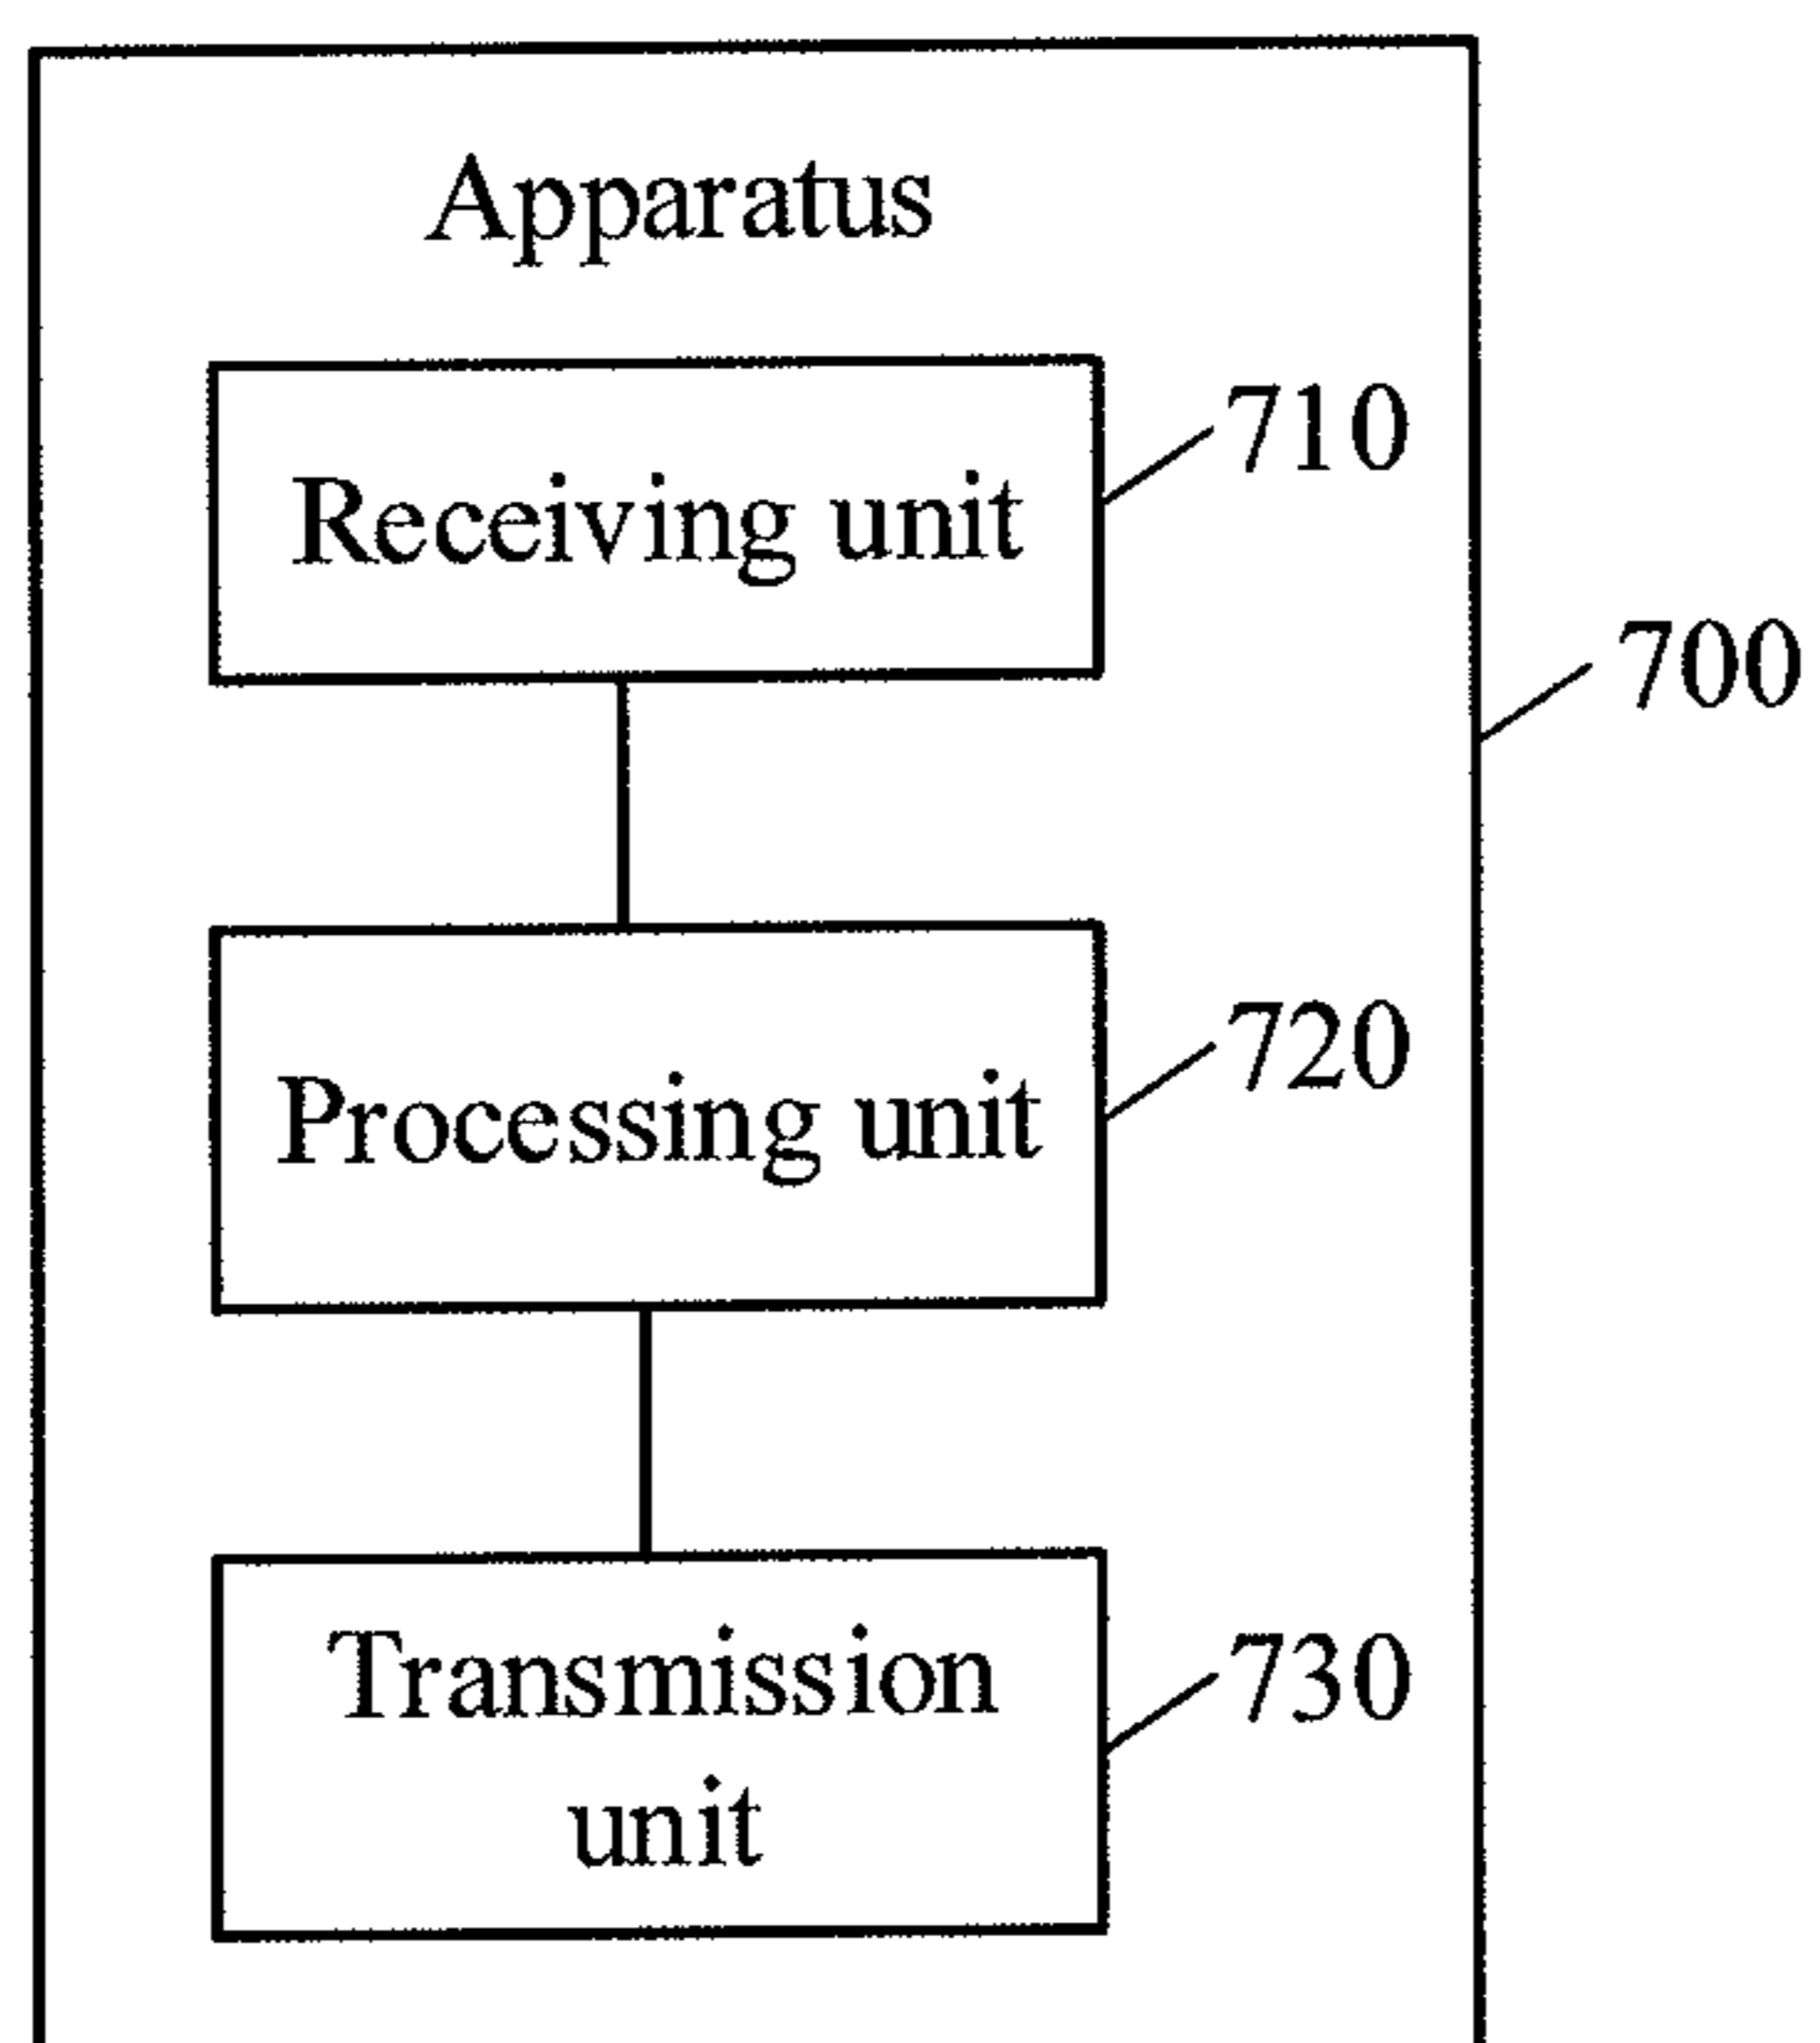 Apparatus
710
Receiving unit
700
720
Processing unit
730
Transmission
unit